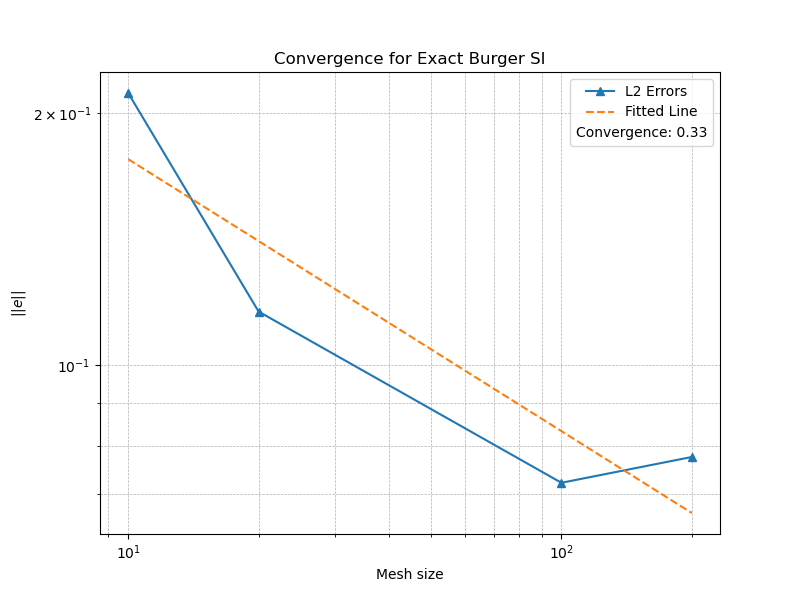 Convergence for Exact Burger SI
L2 Errors
Fitted Line
Convergence: 0.33
2 × 10⁻¹
10⁻¹
||e||
10¹
10²
Mesh size